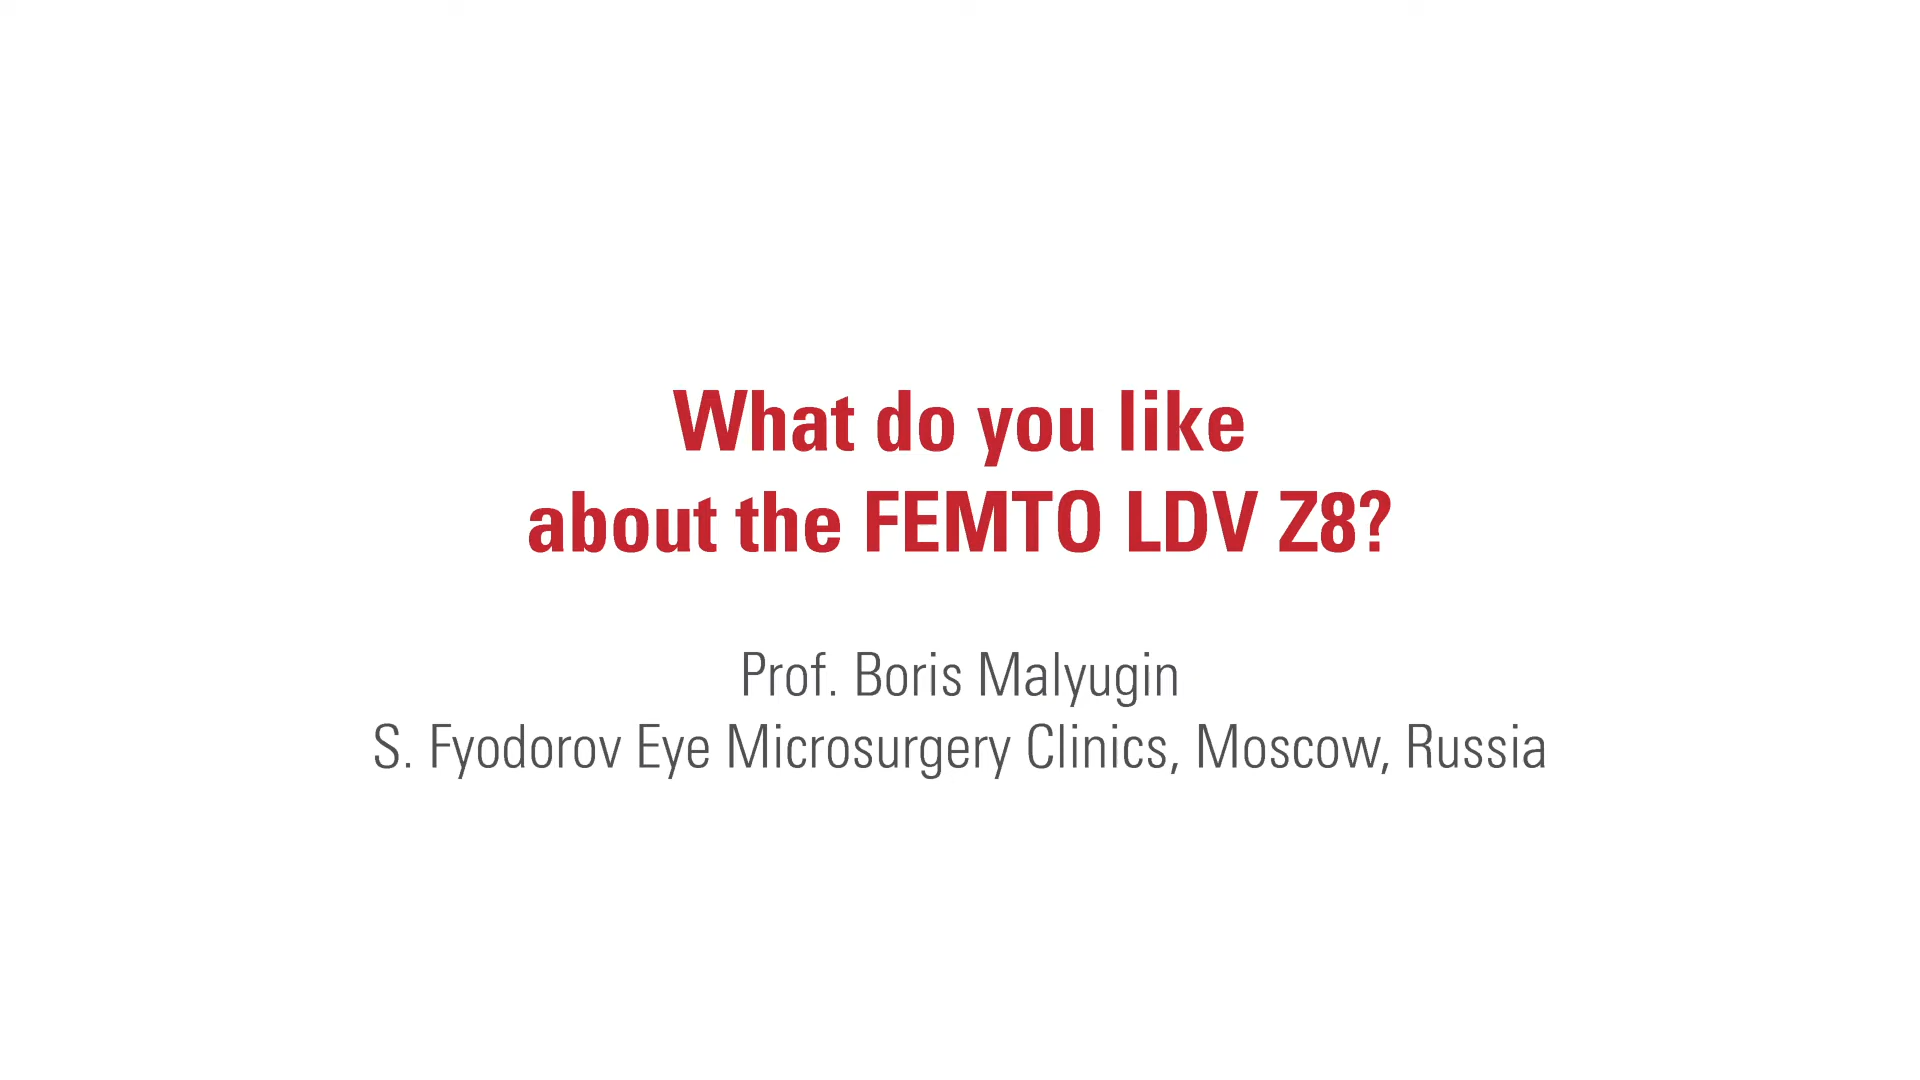 What do you like
about the FEMTO LDV Z8?
Prof. Boris Malyugin
S. Fyodorov Eye Microsurgery Clinics, Moscow, Russia